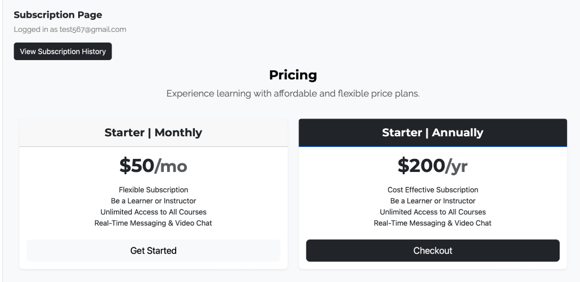 Subscription Page
Logged in as test567@gmail.com
View Subscription History
Pricing
Experience learning with affordable and flexible price plans.
Starter | Monthly
$50/mo
Flexible Subscription
Be a Learner or Instructor
Unlimited Access to All Courses
Real-Time Messaging & Video Chat
Get Started
Starter | Annually
$200/yr
Cost Effective Subscription
Be a Learner or Instructor
Unlimited Access to All Courses
Real-Time Messaging & Video Chat
Checkout